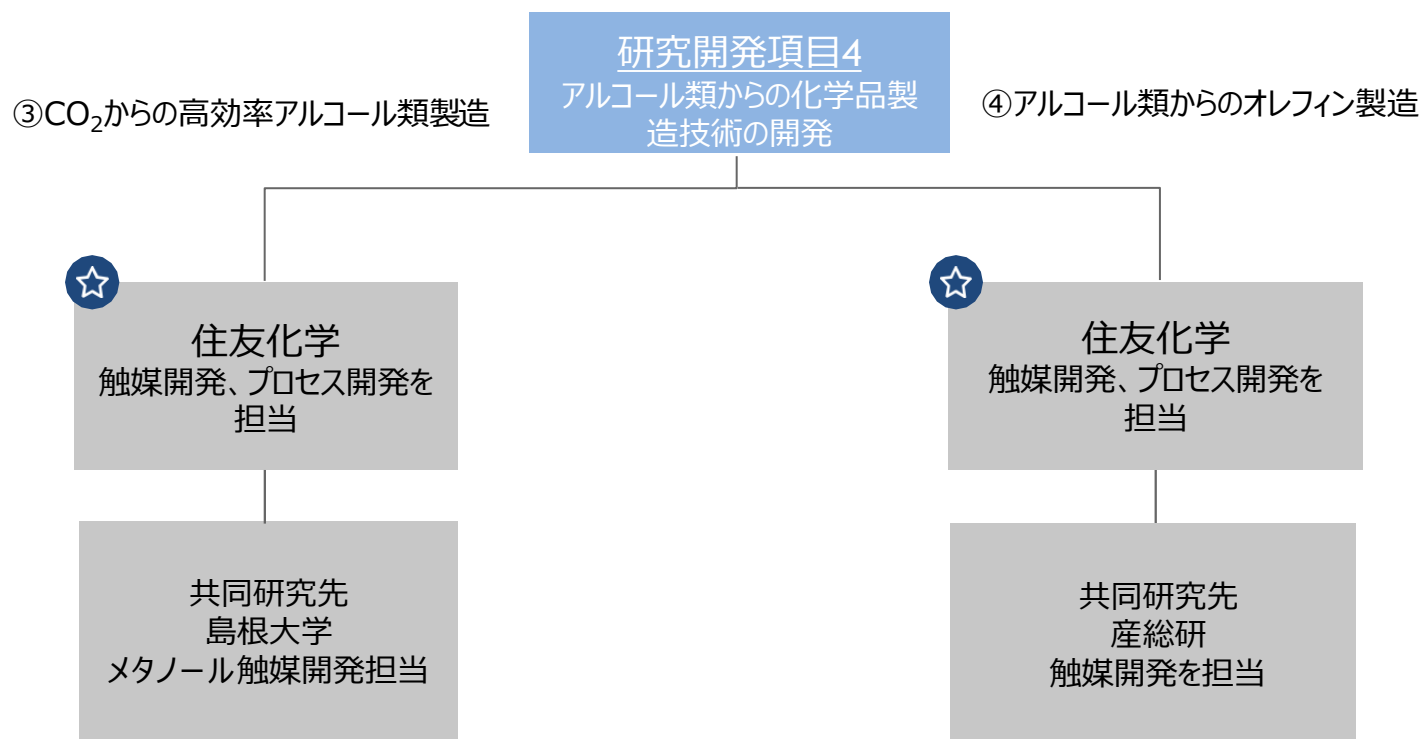 研究開発項目4
アルコール類からの化学品製
造技術の開発
③CO₂からの高効率アルコール類製造
④アルコール類からのオレフィン製造
住友化学
触媒開発、プロセス開発を
担当
住友化学
触媒開発、プロセス開発を
担当
共同研究先
島根大学
メタノール触媒開発担当
共同研究先
産総研
触媒開発を担当